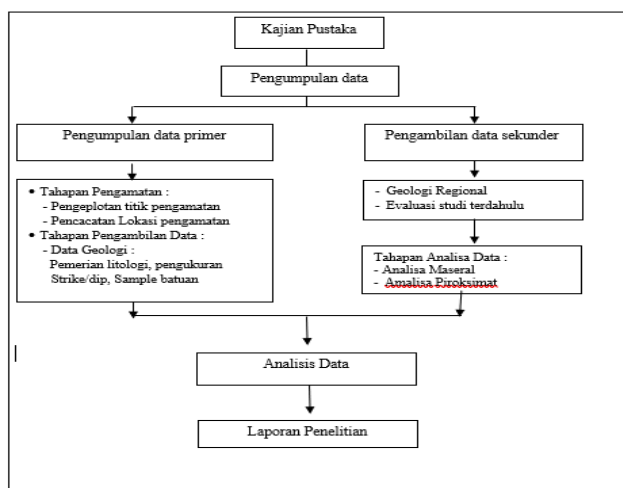 Kajian Pustaka
Pengumpulan data
Pengumpulan data primer
Pengambilan data sekunder
• Tahapan Pengamatan :
- Pengeplotan titik pengamatan
- Pencacatan Lokasi pengamatan
• Tahapan Pengambilan Data :
- Data Geologi :
Pemerian litologi, pengukuran
Strike/dip, Sample batuan
- Geologi Regional
- Evaluasi studi terdahulu
Tahapan Analisa Data :
- Analisa Maseral
- Amalisa Piroksimat
Analisis Data
Laporan Penelitian